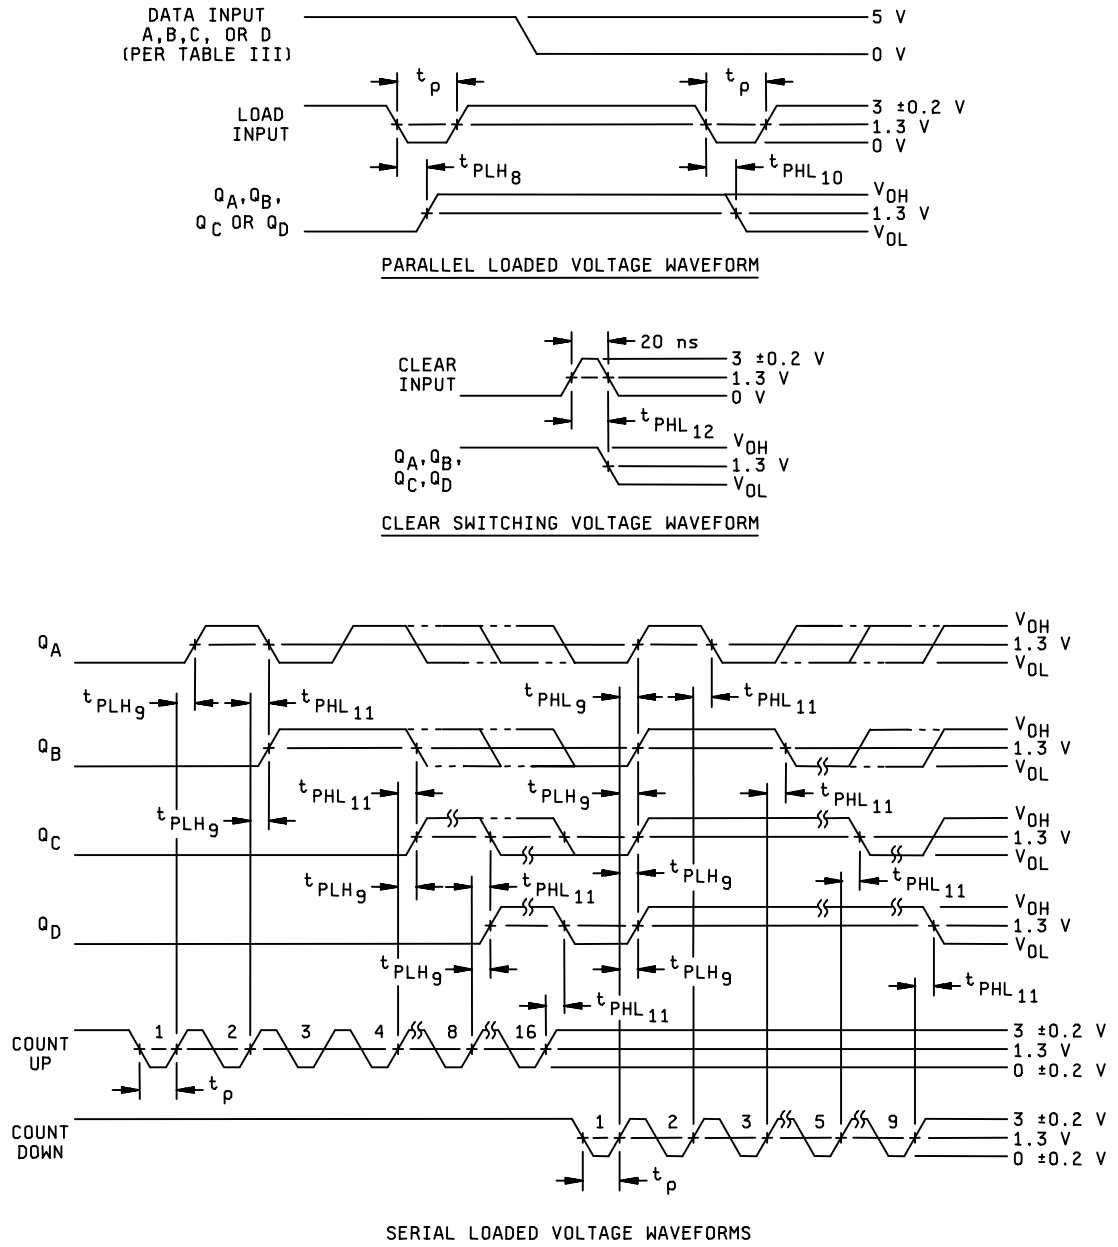 DATA INPUT
A,B,C, OR D
(PER TABLE III)
5 V
0 V
tp
tp
LOAD
INPUT
3 ±0.2 V
1.3 V
0 V
tPLH8
tPHL10
QA,QB,
QC OR QD
VOH
1.3 V
VOL
PARALLEL LOADED VOLTAGE WAVEFORM
20 ns
CLEAR
INPUT
3 ±0.2 V
1.3 V
0 V
tPHL12
QA,QB,
QC,QD
VOH
1.3 V
VOL
CLEAR SWITCHING VOLTAGE WAVEFORM
QA
VOH
1.3 V
VOL
tPLH9
tPHL11
tPHL9
tPHL11
QB
VOH
1.3 V
VOL
tPLH9
tPHL11
tPLH9
tPHL11
QC
VOH
1.3 V
VOL
tPLH9
tPHL11
tPLH9
tPHL11
QD
VOH
1.3 V
VOL
tPLH9
tPHL11
tPLH9
tPHL11
COUNT
UP
1 2 3 4 8 16
3 ±0.2 V
1.3 V
0 ±0.2 V
tp
COUNT
DOWN
1 2 3 5 9
3 ±0.2 V
1.3 V
0 ±0.2 V
tp
SERIAL LOADED VOLTAGE WAVEFORMS